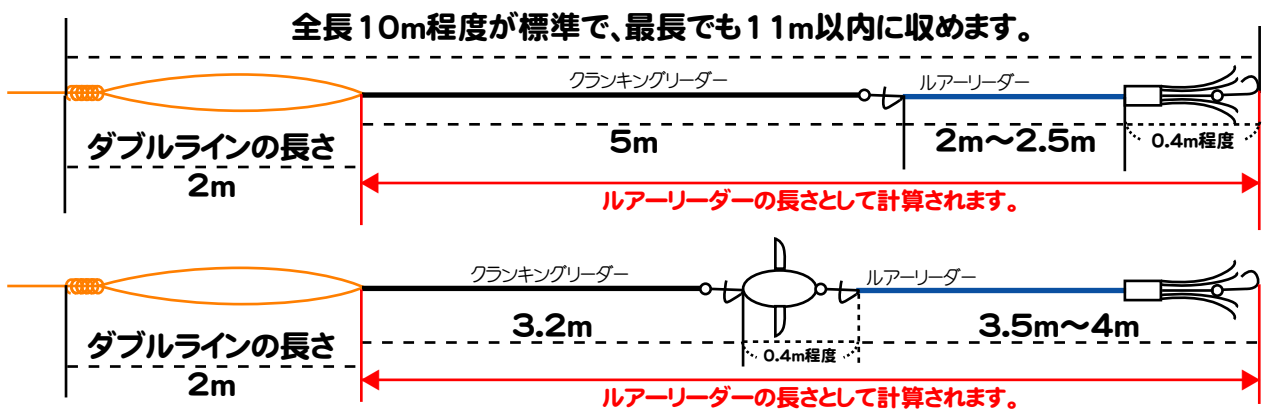 全長10m程度が標準で、最長でも11m以内に収めます。
クランキングリーダー
ルアーリーダー
ダブルラインの長さ
5m
2m～2.5m
0.4m程度
2m
ルアーリーダーの長さとして計算されます。
クランキングリーダー
ルアーリーダー
ダブルラインの長さ
3.2m
0.4m程度
3.5m～4m
2m
ルアーリーダーの長さとして計算されます。